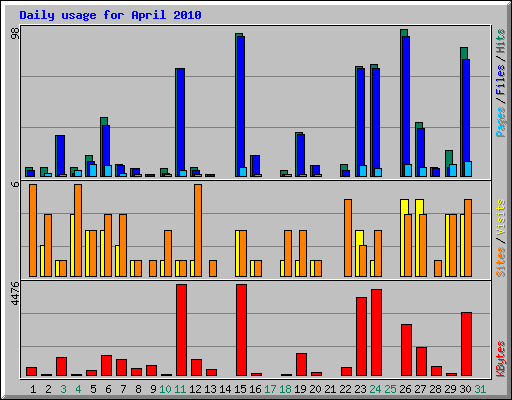 Daily usage for April 2010
98
Pages / Files / Hits
6
Sites / Visits
4476
KBytes
1 2 3 4 5 6 7 8 9 10 11 12 13 14 15 16 17 18 19 20 21 22 23 24 25 26 27 28 29 30 31